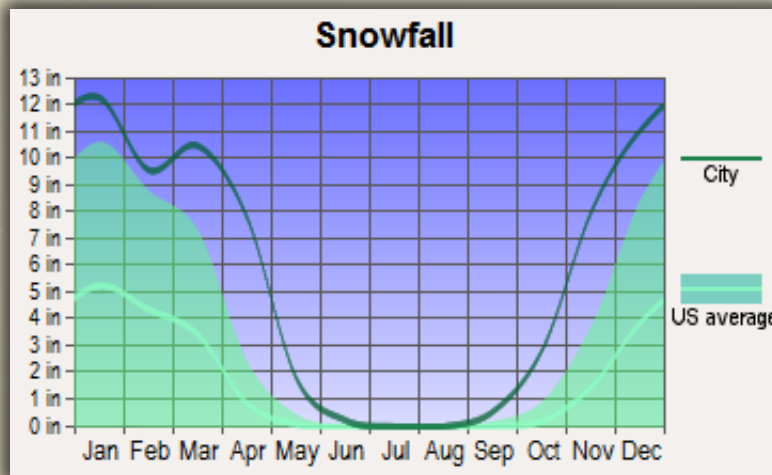 Snowfall
13 in
12 in
11 in
10 in
9 in
8 in
7 in
6 in
5 in
4 in
3 in
2 in
1 in
0 in
Jan Feb Mar Apr May Jun Jul Aug Sep Oct Nov Dec
City
US average